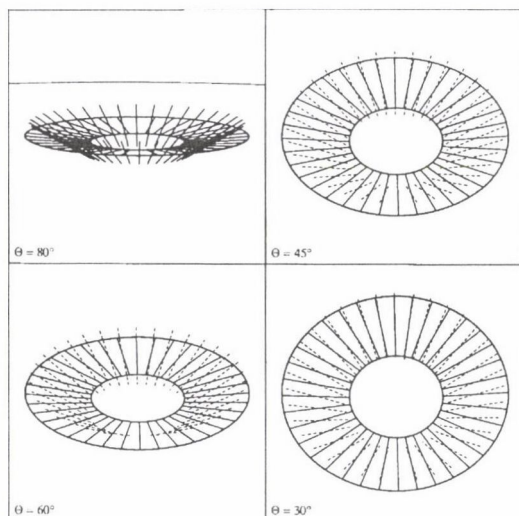 Θ = 80°
Θ = 45°
Θ = 60°
Θ = 30°